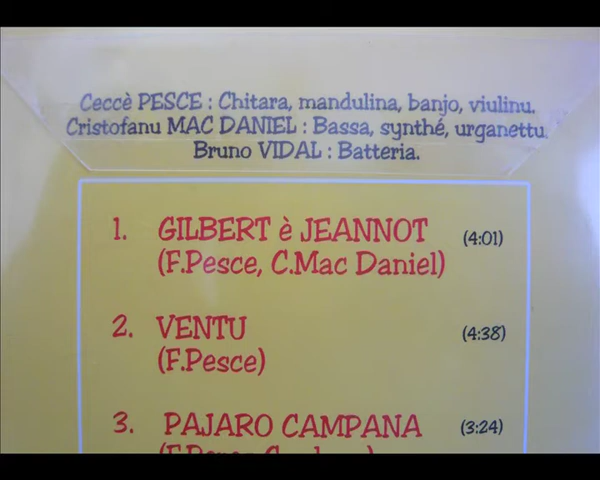 Ceccè PESCE : Chitara, mandulina, banjo, viulinu.
Cristofanu MAC DANIEL : Bassa, synthé, urganettu.
Bruno VIDAL : Batteria.
1. GILBERT è JEANNOT (4:01)
(F.Pesce, C.Mac Daniel)
2. VENTU (4:38)
(F.Pesce)
3. PAJARO CAMPANA (3:24)